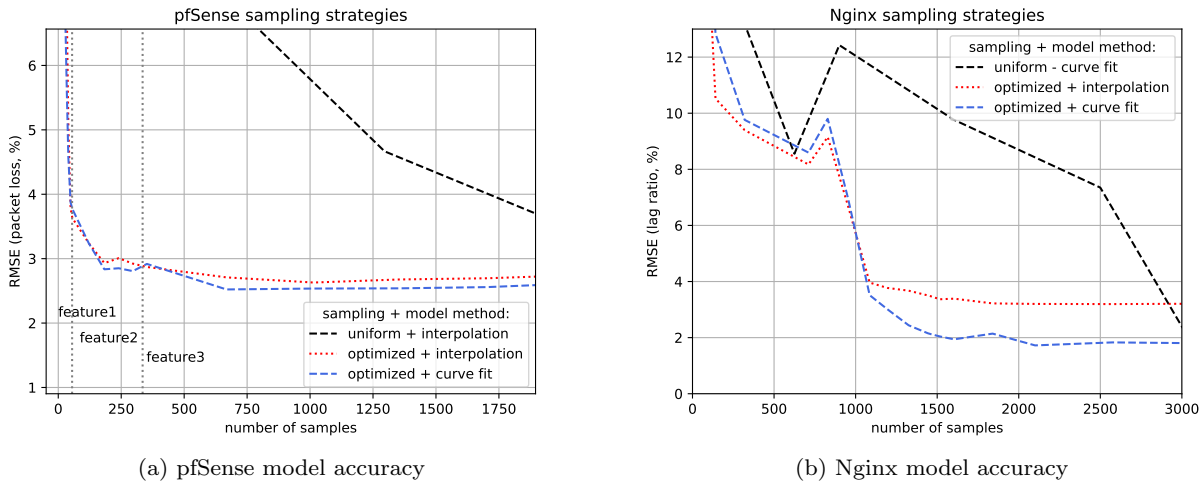 pfSense sampling strategies
RMSE (packet loss, %)
6
5
4
3
2
1
feature1
feature2
feature3
sampling + model method:
uniform + interpolation
optimized + interpolation
optimized + curve fit
0
250
500
750
1000
1250
1500
1750
number of samples
(a) pfSense model accuracy
Nginx sampling strategies
RMSE (lag ratio, %)
12
10
8
6
4
2
0
sampling + model method:
uniform - curve fit
optimized + interpolation
optimized + curve fit
0
500
1000
1500
2000
2500
3000
number of samples
(b) Nginx model accuracy